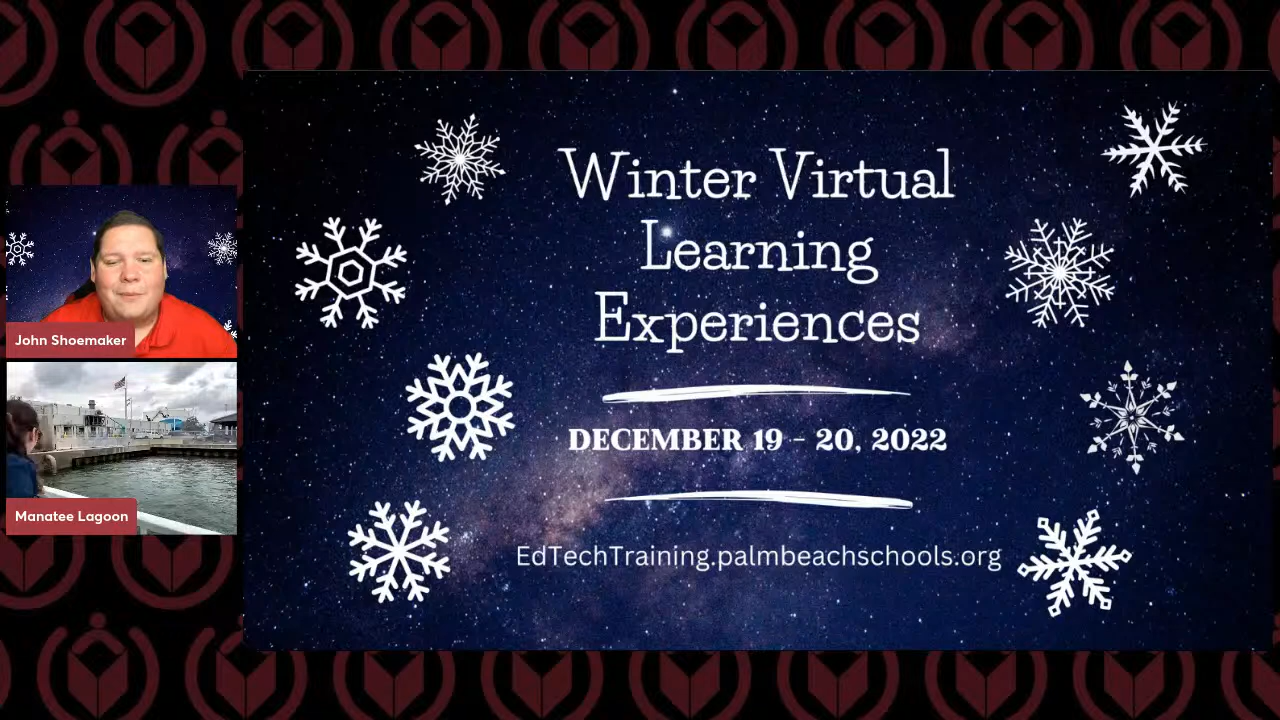 John Shoemaker
Manatee Lagoon
Winter Virtual
Learning
Experiences
DECEMBER 19 - 20, 2022
EdTechTraining.palmbeachschools.org